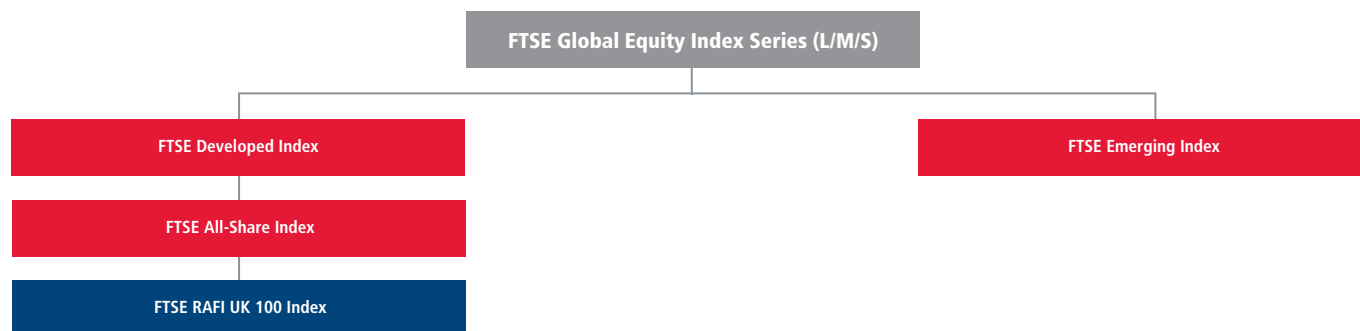 FTSE Global Equity Index Series (L/M/S)
FTSE Developed Index
FTSE Emerging Index
FTSE All-Share Index
FTSE RAFI UK 100 Index